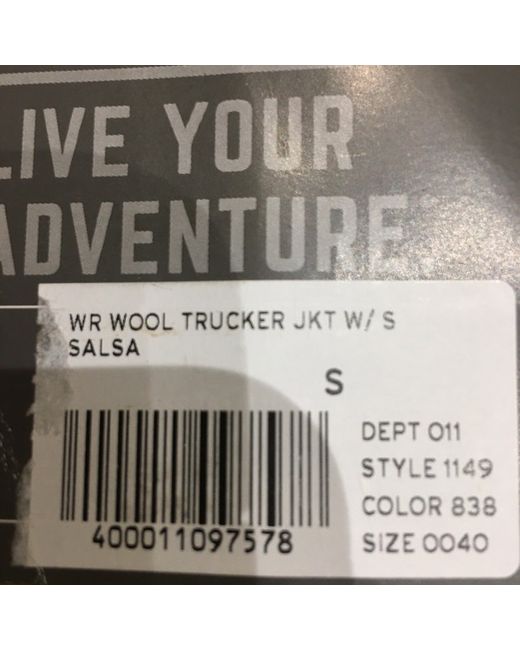 LIVE YOUR
ADVENTURE
WR WOOL TRUCKER JKT W/ S
SALSA
S
DEPT 011
STYLE 1149
COLOR 838
SIZE 0040
400011097578